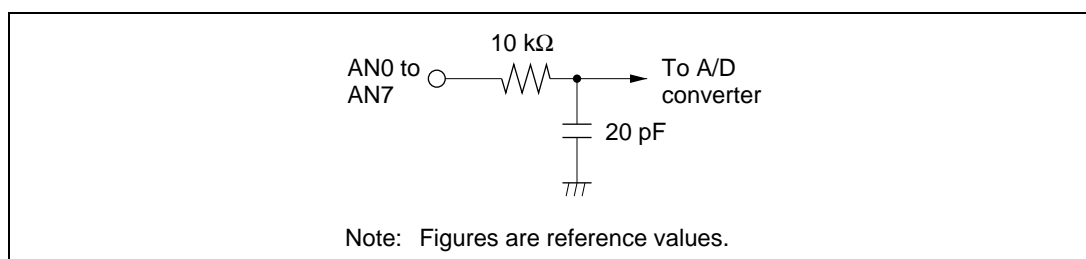 10 kΩ
AN0 to
AN7
To A/D
converter
20 pF
Note: Figures are reference values.